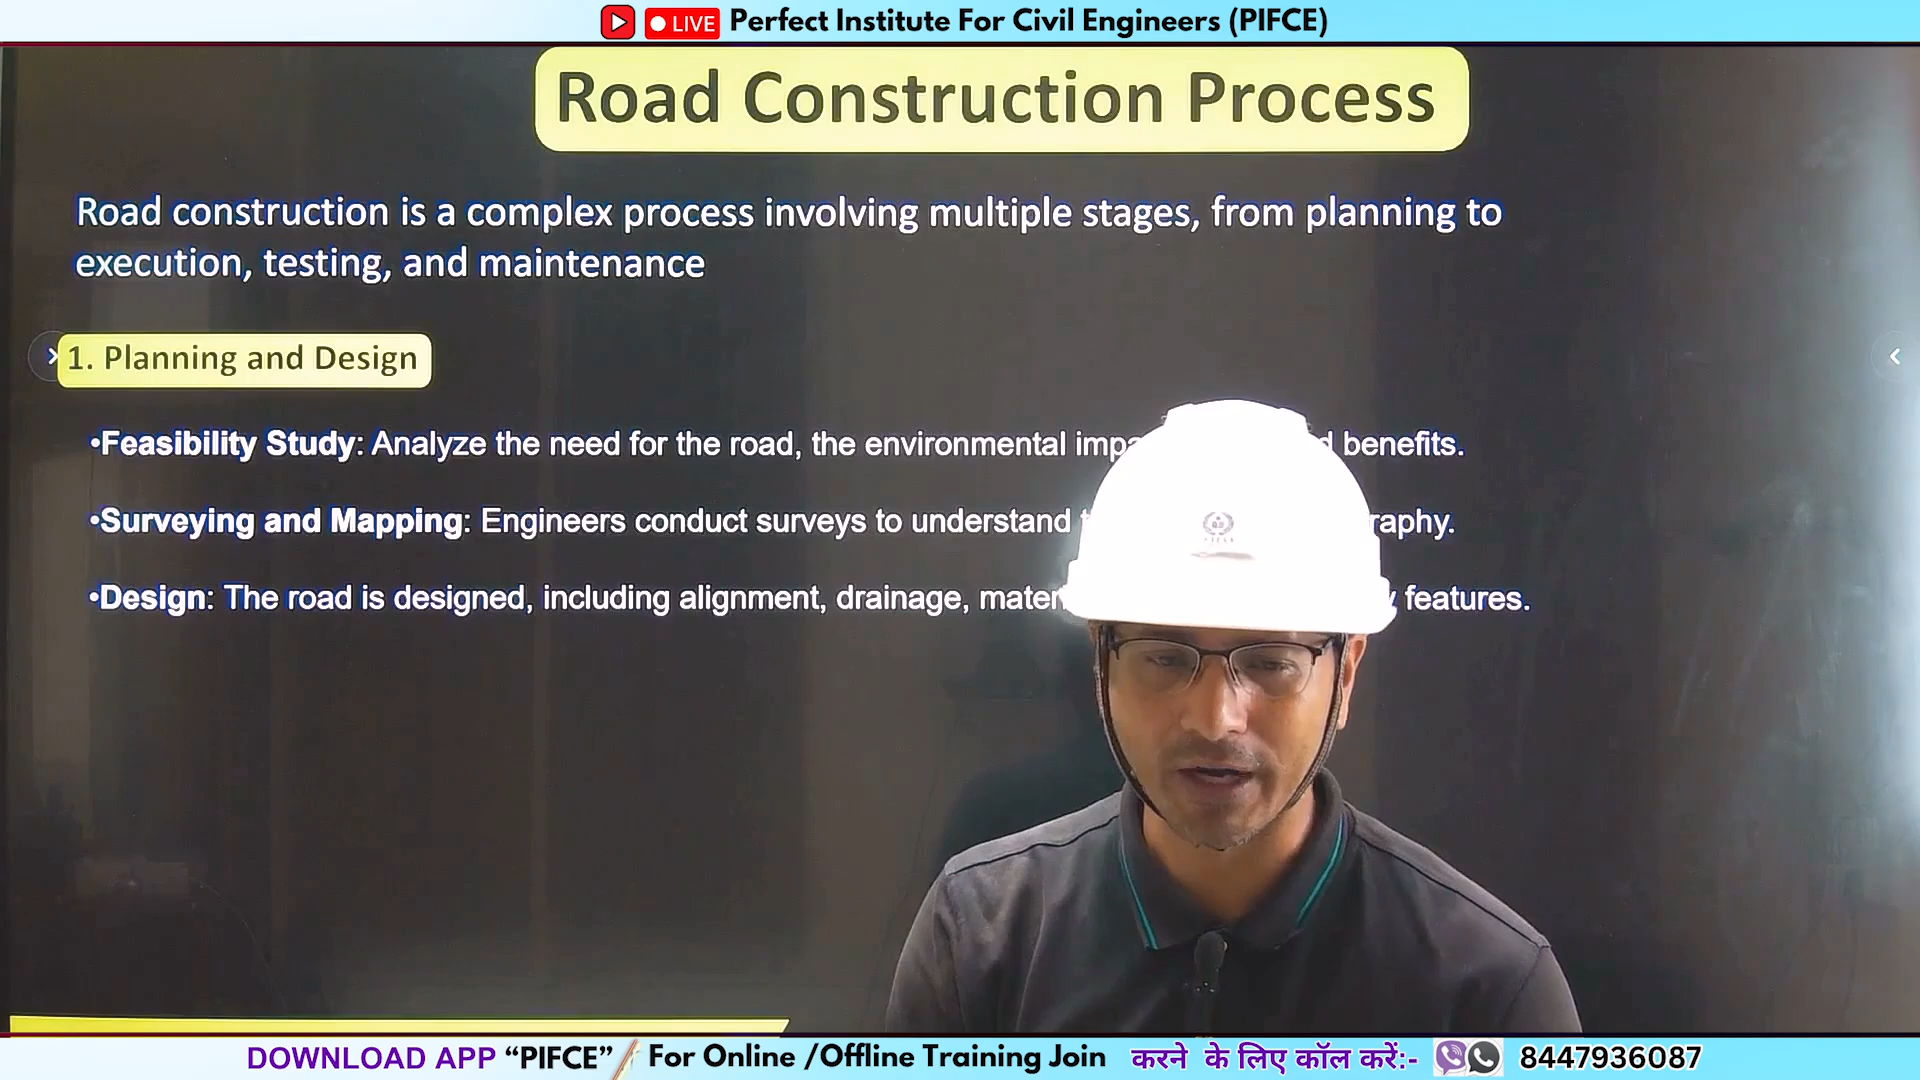 LIVE Perfect Institute For Civil Engineers (PIFCE)
Road Construction Process
Road construction is a complex process involving multiple stages, from planning to
execution, testing, and maintenance
1. Planning and Design
•Feasibility Study: Analyze the need for the road, the environmental benefits.
•Surveying and Mapping: Engineers conduct surveys to understand
•Design: The road is designed, including alignment, drainage, features.
DOWNLOAD APP “PIFCE” For Online /Offline Training Join करने के लिए कॉल करें:- 8447936087